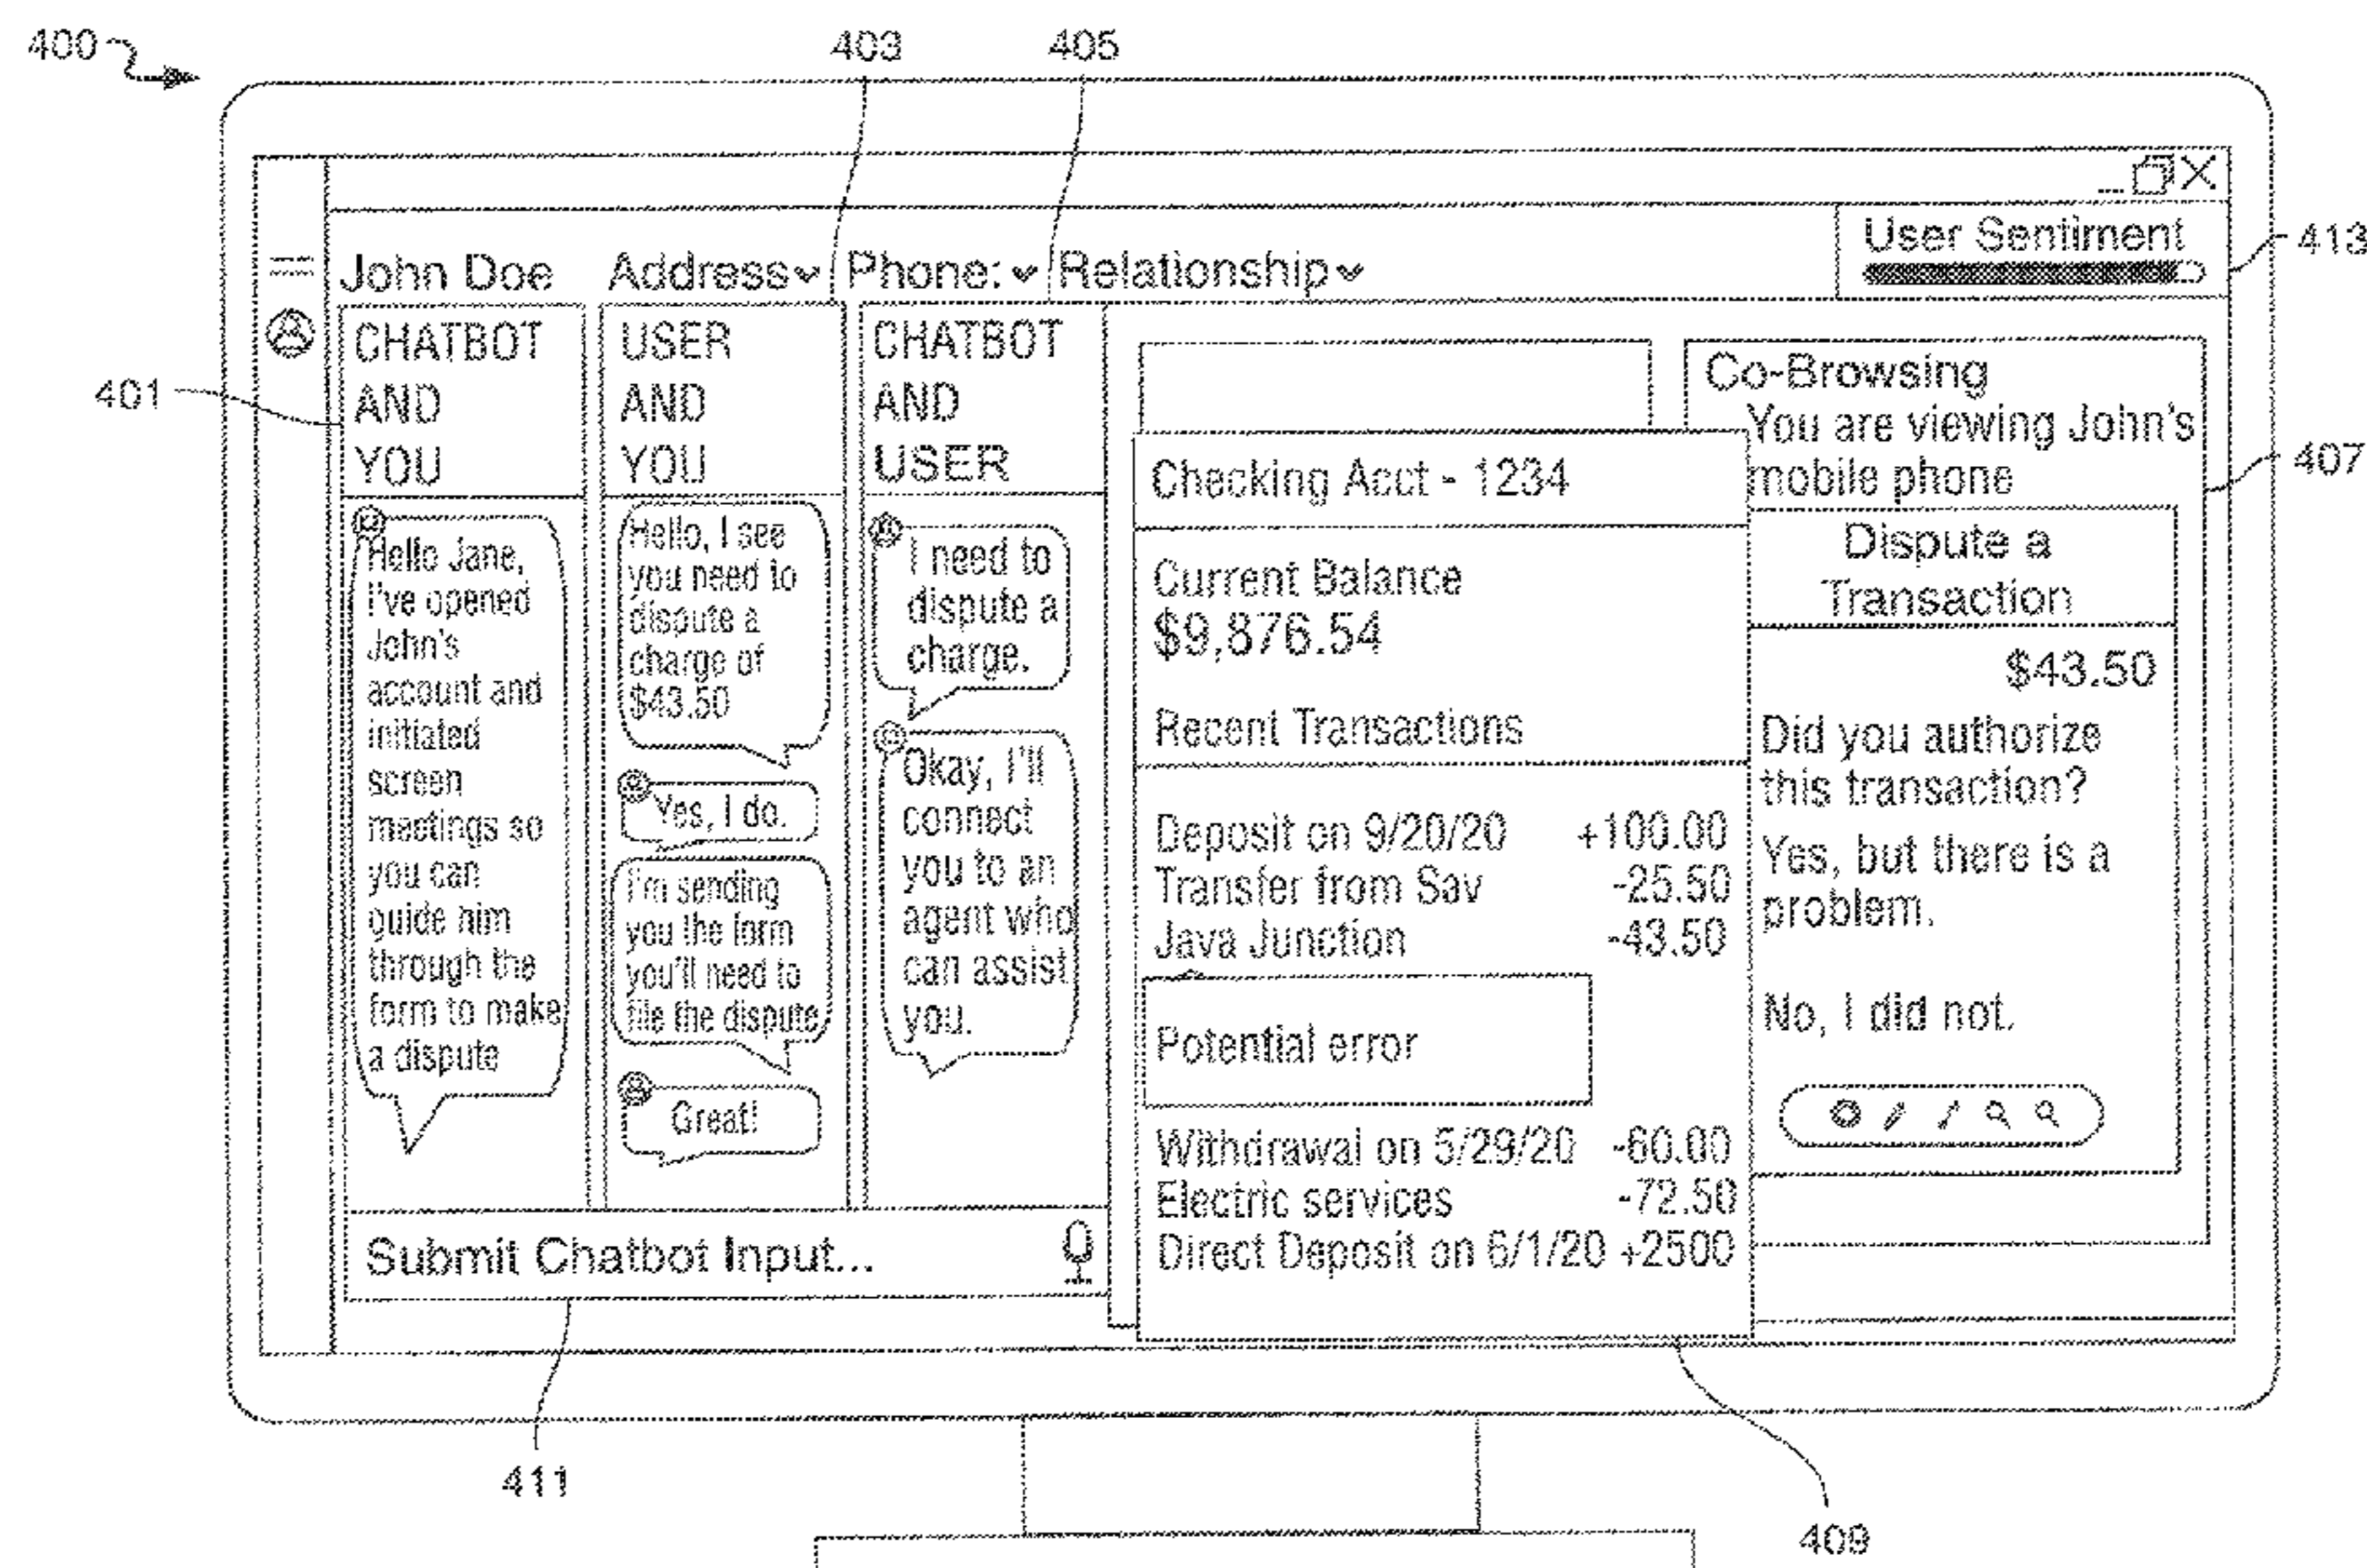 400
403
405
User Sentiment
413
John Doe Address Phone: Relationship
401
CHATBOT
AND
YOU
Hello Jane,
I've opened
John's
account and
initiated
screen
meetings so
you can
guide him
through the
form to make
a dispute
USER
AND
YOU
Hello, I see
you need to
dispute a
charge of
$43.50
Yes, I do.
I'm sending
you the form
you'll need to
file the dispute
Great!
CHATBOT
AND
USER
I need to
dispute a
charge.
Okay, I'll
connect
you to an
agent who
can assist
you.
Submit Chatbot Input...
411
Checking Acct - 1234
Current Balance
$9,876.54
Recent Transactions
Deposit on 9/20/20 +100.00
Transfer from Sav -25.50
Java Junction -43.50
Potential error
Withdrawal on 5/29/20 -60.00
Electric services -72.50
Direct Deposit on 6/1/20 +2500
409
Co-Browsing
You are viewing John's
mobile phone
407
Dispute a
Transaction
$43.50
Did you authorize
this transaction?
Yes, but there is a
problem.
No, I did not.